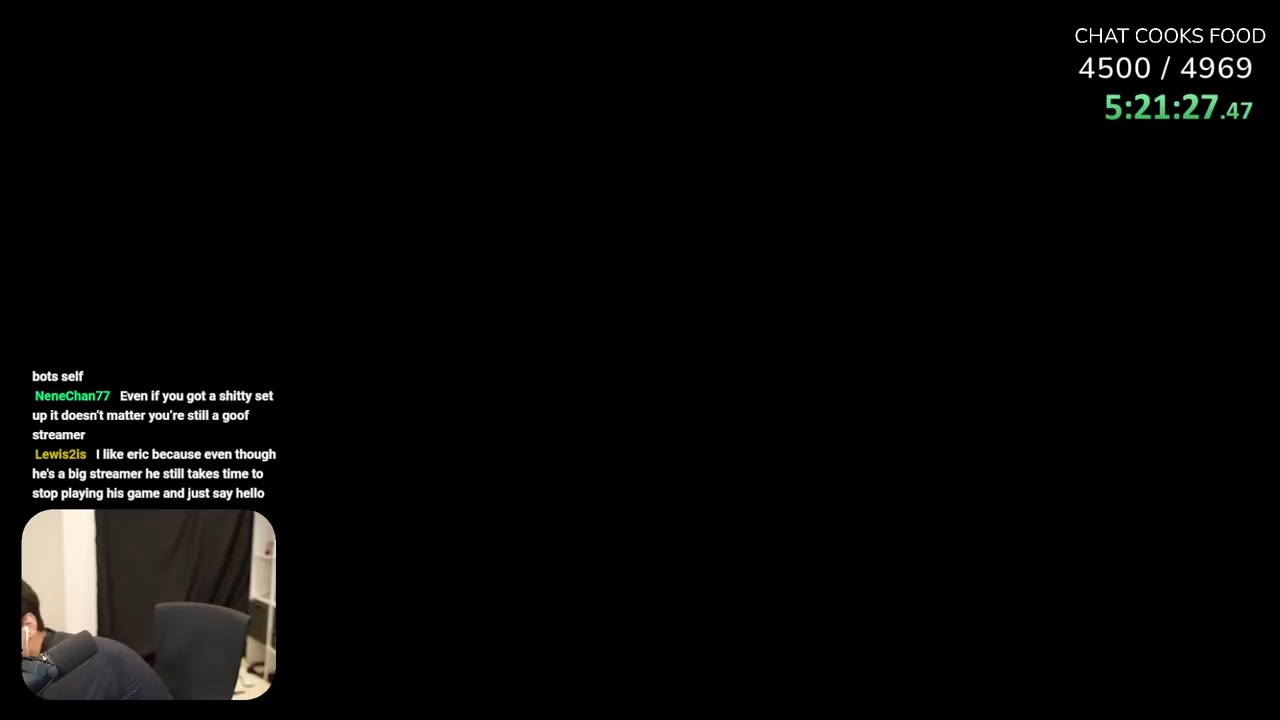 CHAT COOKS FOOD
4500 / 4969
5:21:27.47
bots self
NeneChan77 Even if you got a shitty set
up it doesn't matter you're still a goof
streamer
Lewis2is I like eric because even though
he's a big streamer he still takes time to
stop playing his game and just say hello